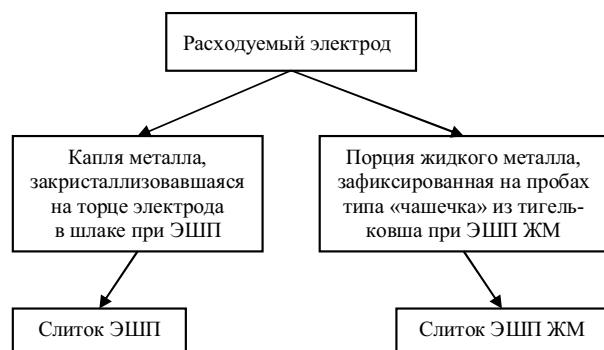 Расходуемый электрод
Капля металла,
закристаллизовавшаяся
на торце электрода
в шлаке при ЭШП
Порция жидкого металла,
зафиксированная на пробах
типа «чашечка» из тигель-
ковша при ЭШП ЖМ
Слиток ЭШП
Слиток ЭШП ЖМ